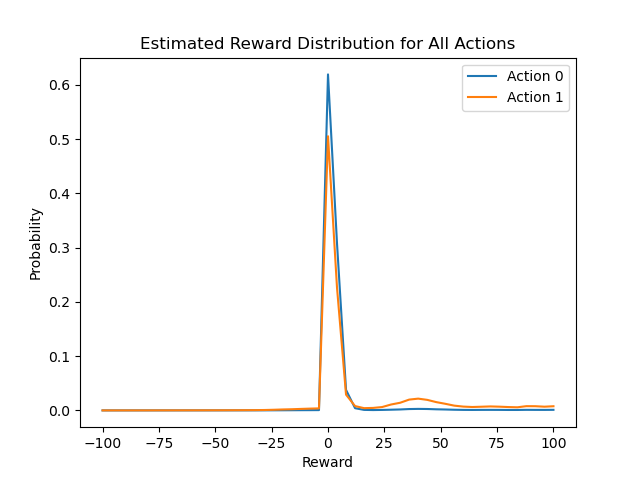 Estimated Reward Distribution for All Actions
Action 0
Action 1
Probability
0.6
0.5
0.4
0.3
0.2
0.1
0.0
−100 −75 −50 −25 0 25 50 75 100
Reward